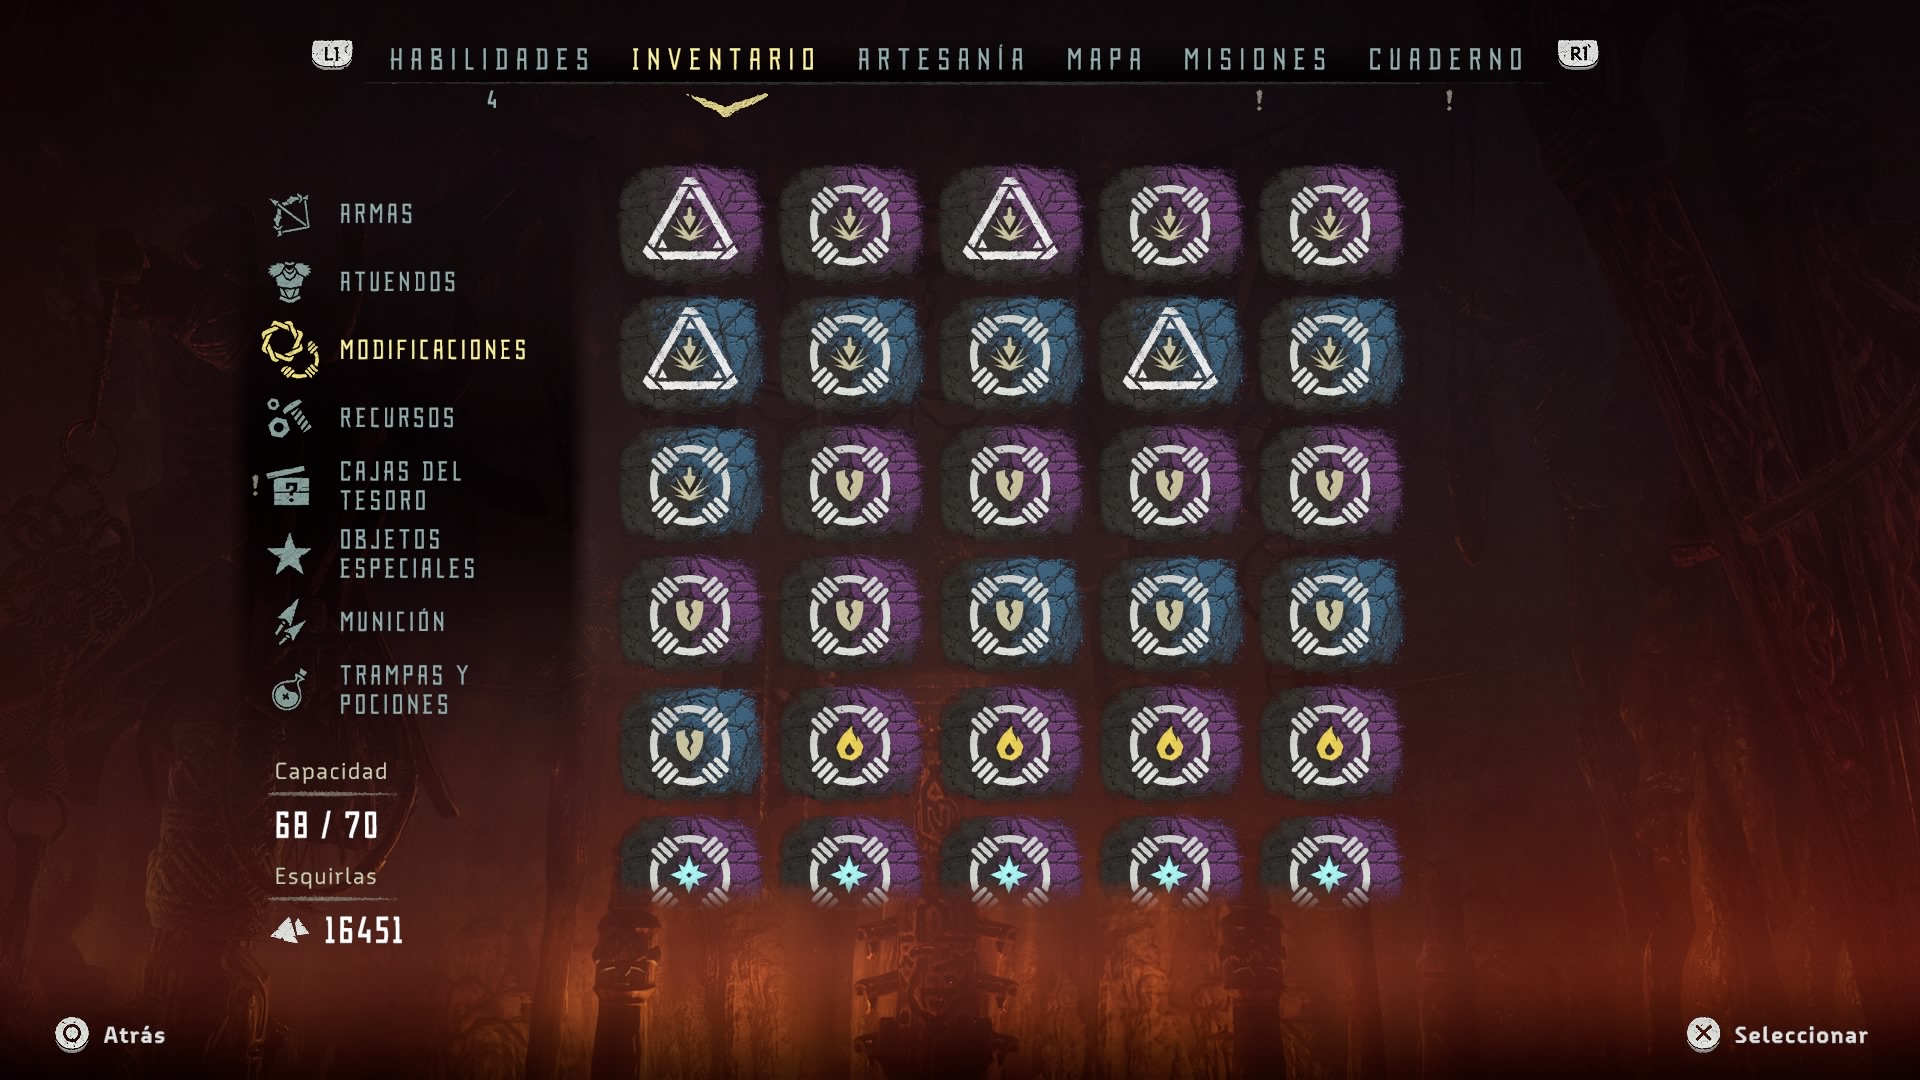 L1 HABILIDADES INVENTARIO ARTESANÍA MAPA MISIONES CUADERNO R1
4 ! !
ARMAS
ATUENDOS
MODIFICACIONES
RECURSOS
! CAJAS DEL
TESORO
OBJETOS
ESPECIALES
MUNICIÓN
TRAMPAS Y
POCIONES
Capacidad
68 / 70
Esquirlas
16451
Atrás
Seleccionar